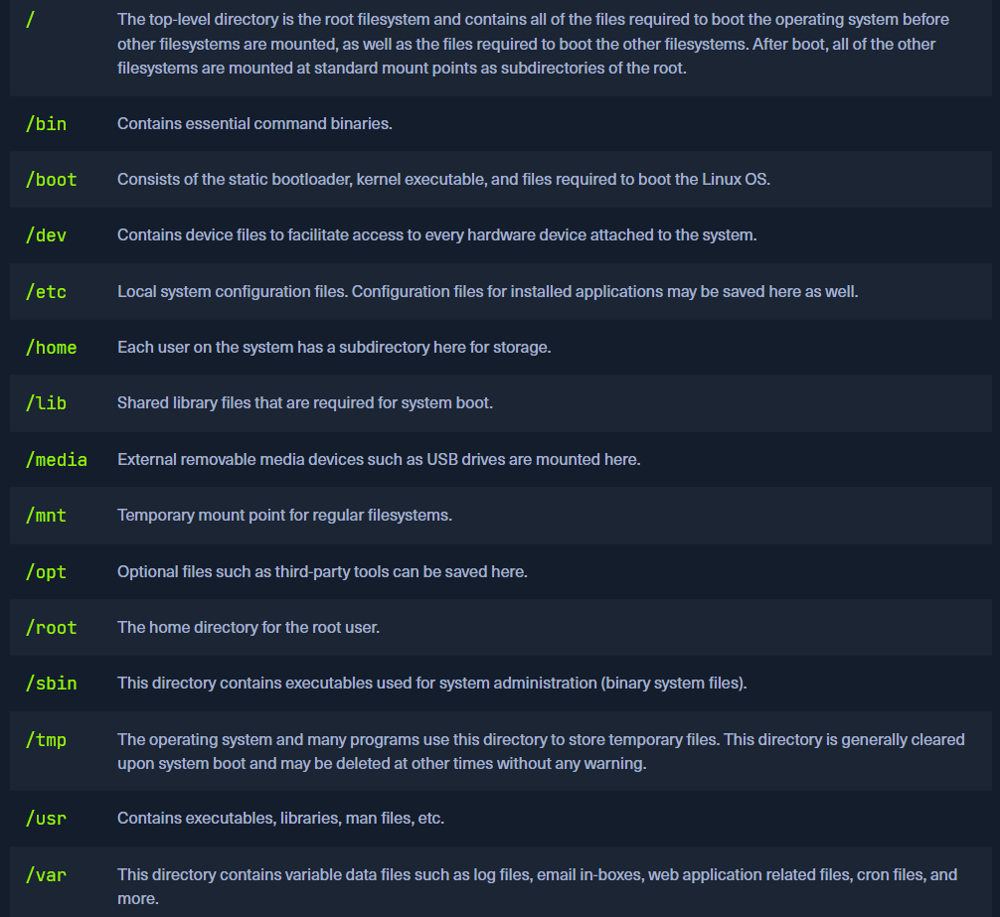 / The top-level directory is the root filesystem and contains all of the files required to boot the operating system before
other filesystems are mounted, as well as the files required to boot the other filesystems. After boot, all of the other
filesystems are mounted at standard mount points as subdirectories of the root.
/bin Contains essential command binaries.
/boot Consists of the static bootloader, kernel executable, and files required to boot the Linux OS.
/dev Contains device files to facilitate access to every hardware device attached to the system.
/etc Local system configuration files. Configuration files for installed applications may be saved here as well.
/home Each user on the system has a subdirectory here for storage.
/lib Shared library files that are required for system boot.
/media External removable media devices such as USB drives are mounted here.
/mnt Temporary mount point for regular filesystems.
/opt Optional files such as third-party tools can be saved here.
/root The home directory for the root user.
/sbin This directory contains executables used for system administration (binary system files).
/tmp The operating system and many programs use this directory to store temporary files. This directory is generally cleared
upon system boot and may be deleted at other times without any warning.
/usr Contains executables, libraries, man files, etc.
/var This directory contains variable data files such as log files, email in-boxes, web application related files, cron files, and
more.